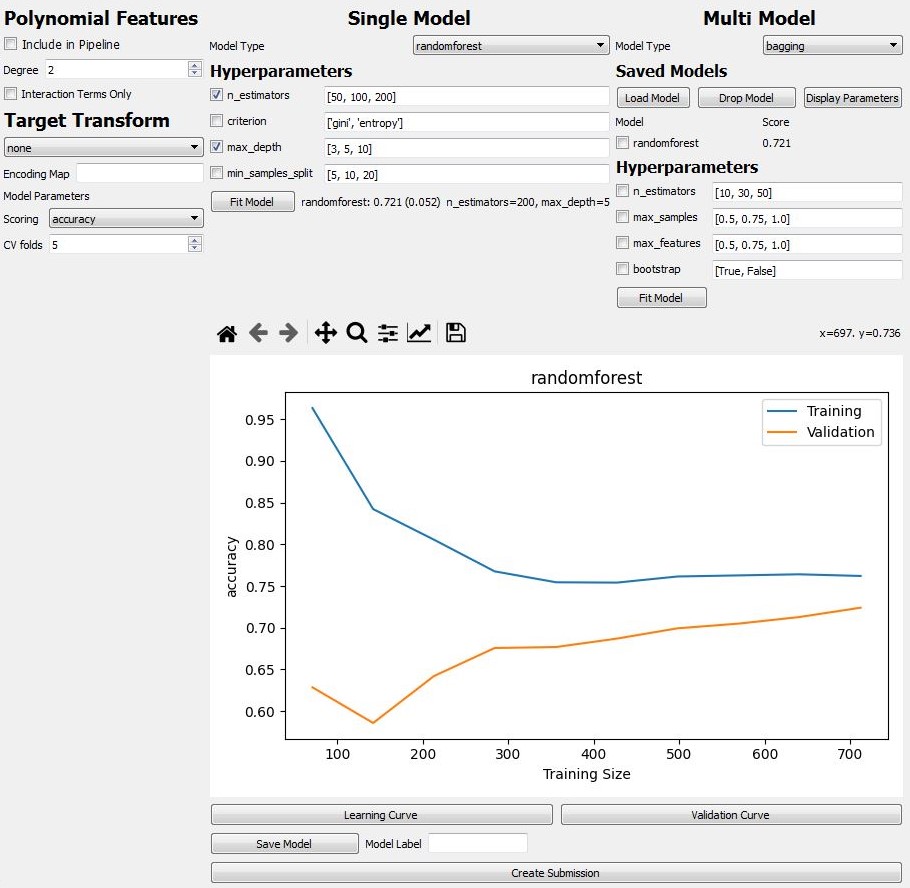 Polynomial Features
Include in Pipeline
Degree 2
Interaction Terms Only
Target Transform
none
Encoding Map
Model Parameters
Scoring accuracy
CV folds 5
Single Model
Model Type randomforest
Hyperparameters
n_estimators [50, 100, 200]
criterion ['gini', 'entropy']
max_depth [3, 5, 10]
min_samples_split [5, 10, 20]
Fit Model randomforest: 0.721 (0.052) n_estimators=200, max_depth=5
Multi Model
Model Type bagging
Saved Models
Load Model Drop Model Display Parameters
Model Score
randomforest 0.721
Hyperparameters
n_estimators [10, 30, 50]
max_samples [0.5, 0.75, 1.0]
max_features [0.5, 0.75, 1.0]
bootstrap [True, False]
Fit Model
x=697. y=0.736
randomforest
Training
Validation
accuracy
0.95
0.90
0.85
0.80
0.75
0.70
0.65
0.60
100 200 300 400 500 600 700
Training Size
Learning Curve Validation Curve
Save Model Model Label
Create Submission